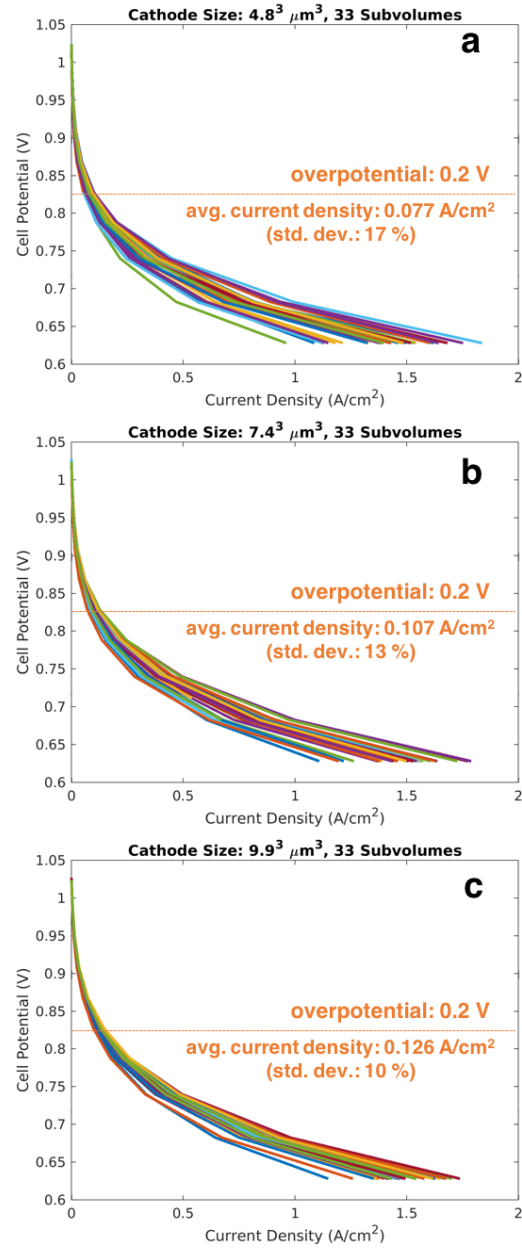 Cathode Size: 4.8³ μm³, 33 Subvolumes
a
1.05
1
0.95
0.9
0.85
0.8
0.75
0.7
0.65
0.6
Cell Potential (V)
overpotential: 0.2 V
avg. current density: 0.077 A/cm²
(std. dev.: 17 %)
0
0.5
1
1.5
2
Current Density (A/cm²)
Cathode Size: 7.4³ μm³, 33 Subvolumes
b
1.05
1
0.95
0.9
0.85
0.8
0.75
0.7
0.65
0.6
Cell Potential (V)
overpotential: 0.2 V
avg. current density: 0.107 A/cm²
(std. dev.: 13 %)
0
0.5
1
1.5
2
Current Density (A/cm²)
Cathode Size: 9.9³ μm³, 33 Subvolumes
c
1.05
1
0.95
0.9
0.85
0.8
0.75
0.7
0.65
0.6
Cell Potential (V)
overpotential: 0.2 V
avg. current density: 0.126 A/cm²
(std. dev.: 10 %)
0
0.5
1
1.5
2
Current Density (A/cm²)